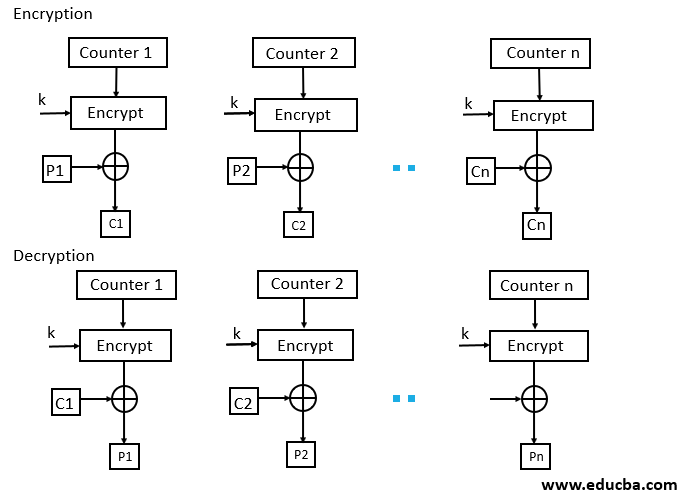 Encryption
Counter 1 Counter 2 Counter n
k Encrypt k Encrypt k Encrypt
P1 P2 Cn
C1 C2 Cn
Decryption
Counter 1 Counter 2 Counter n
k Encrypt k Encrypt k Encrypt
C1 C2
P1 P2 Pn
www.educba.com